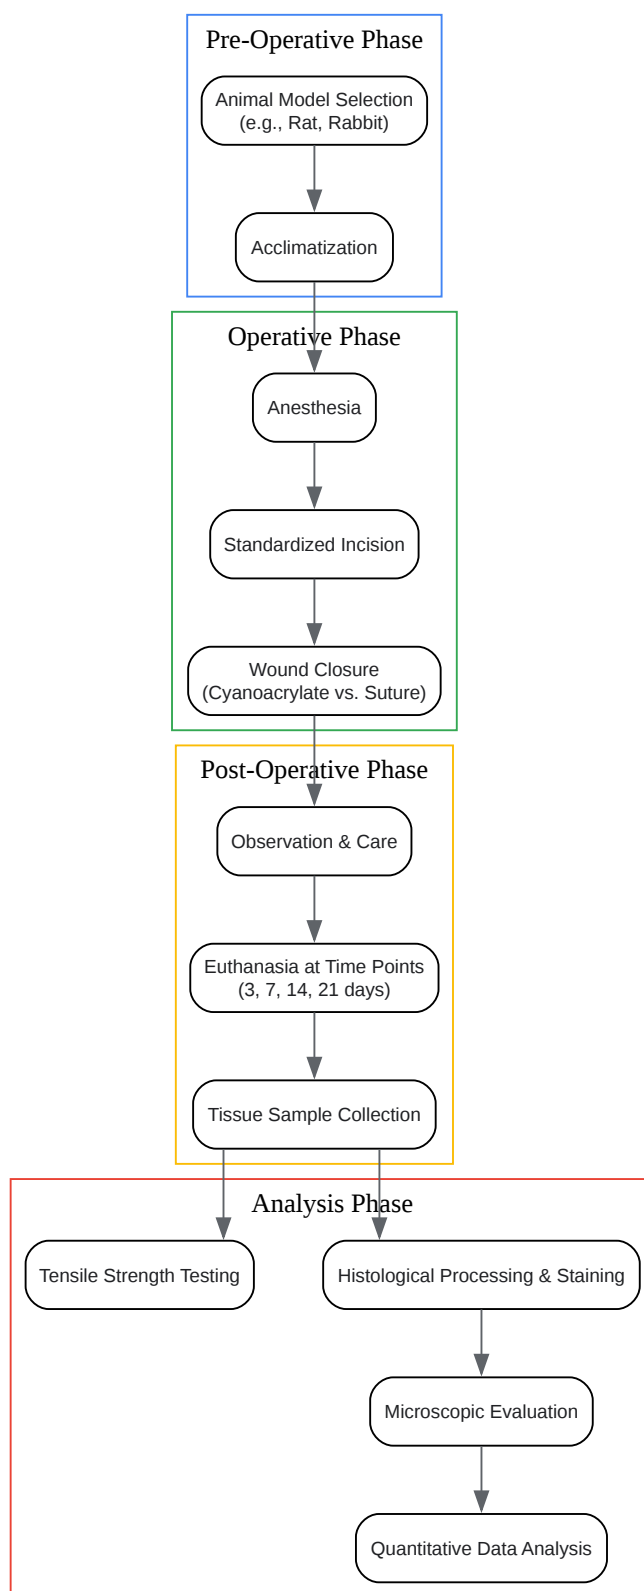 Pre-Operative Phase
Animal Model Selection
(e.g., Rat, Rabbit)
Acclimatization
Operative Phase
Anesthesia
Standardized Incision
Wound Closure
(Cyanoacrylate vs. Suture)
Post-Operative Phase
Observation & Care
Euthanasia at Time Points
(3, 7, 14, 21 days)
Tissue Sample Collection
Analysis Phase
Tensile Strength Testing
Histological Processing & Staining
Microscopic Evaluation
Quantitative Data Analysis